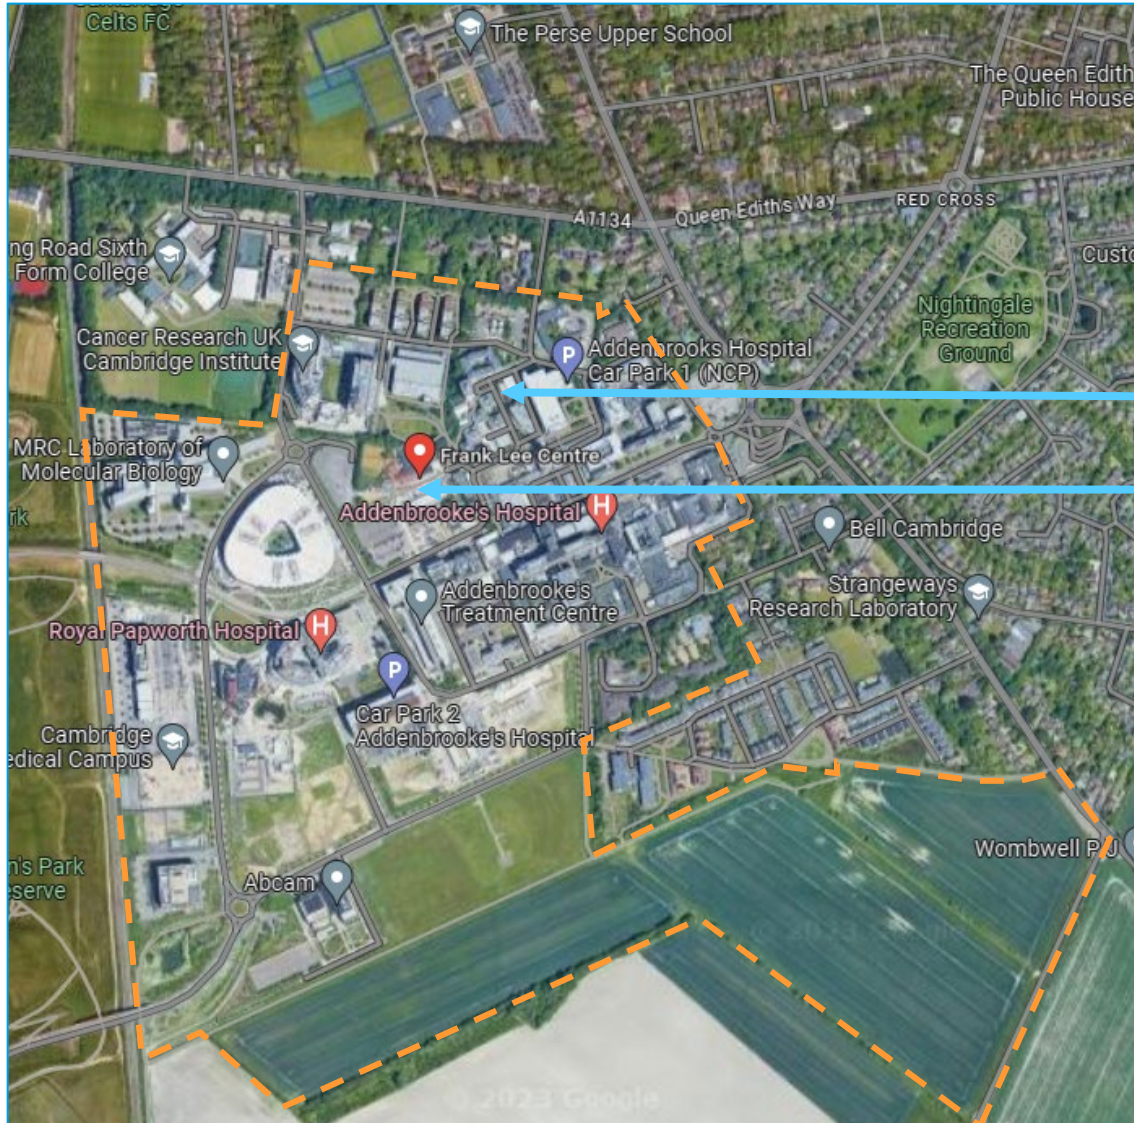 Celts FC
The Perse Upper School
The Queen Edith
Public House
A1134
Queen Ediths Way
RED CROSS
ng Road Sixth
Form College
Custo
Nightingale
Recreation
Ground
Cancer Research UK
Cambridge Institute
Addenbrooks Hospital
Car Park 1 (NCP)
P
MRC Laboratory of
Molecular Biology
Frank Lee Centre
rk
Addenbrooke's Hospital
H
Bell Cambridge
Addenbrooke's
Treatment Centre
Strangeways
Research Laboratory
Royal Papworth Hospital
H
P
Car Park 2
Addenbrooke's Hospital
Cambridge
edical Campus
n's Park
eserve
Abcam
Wombwell P J
© 2023 Google
© 2023 Google